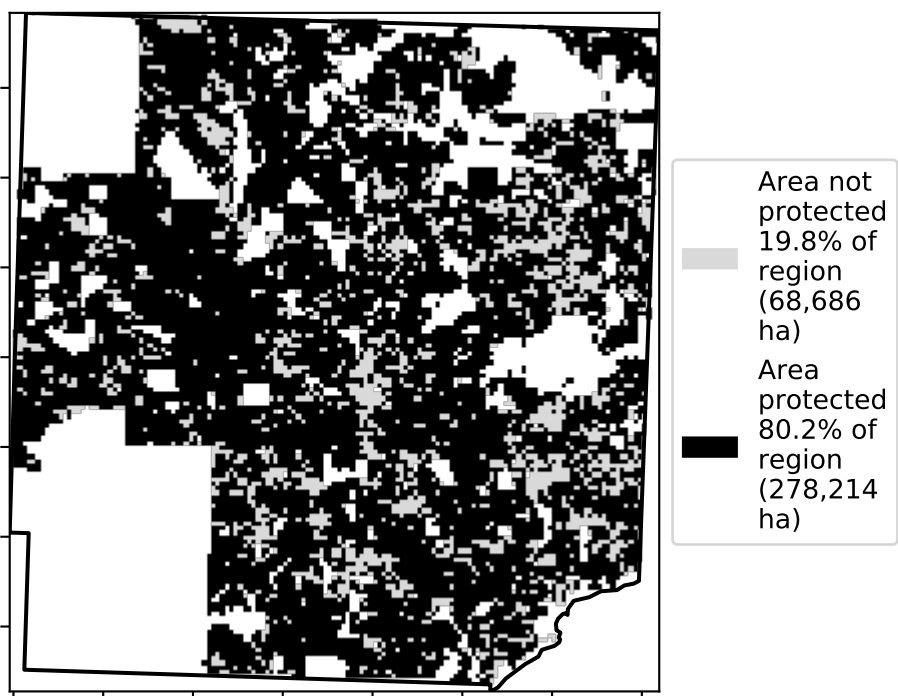 Area not
protected
19.8% of
region
(68,686
ha)
Area
protected
80.2% of
region
(278,214
ha)